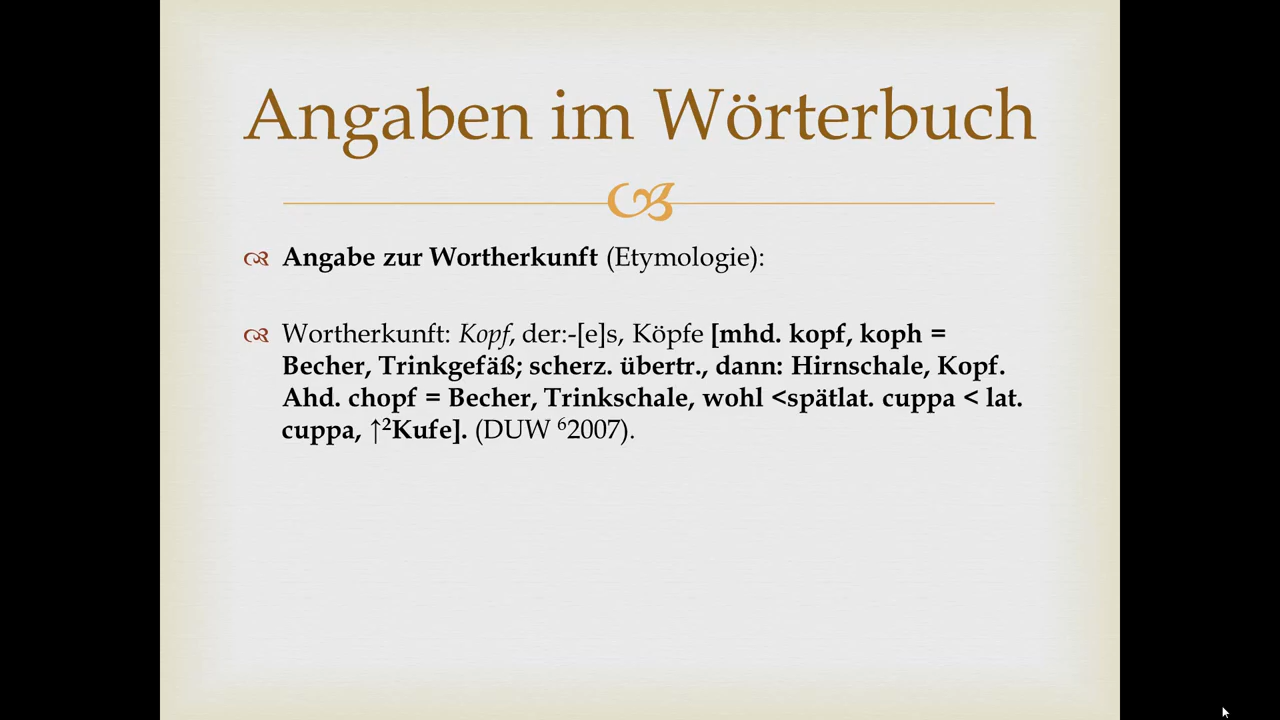 Angaben im Wörterbuch
Angabe zur Wortherkunft (Etymologie):
Wortherkunft: Kopf, der:-[e]s, Köpfe [mhd. kopf, koph =
Becher, Trinkgefäß; scherz. übertr., dann: Hirnschale, Kopf.
Ahd. chopf = Becher, Trinkschale, wohl <spätlat. cuppa < lat.
cuppa, ↑²Kufe]. (DUW ⁶2007).